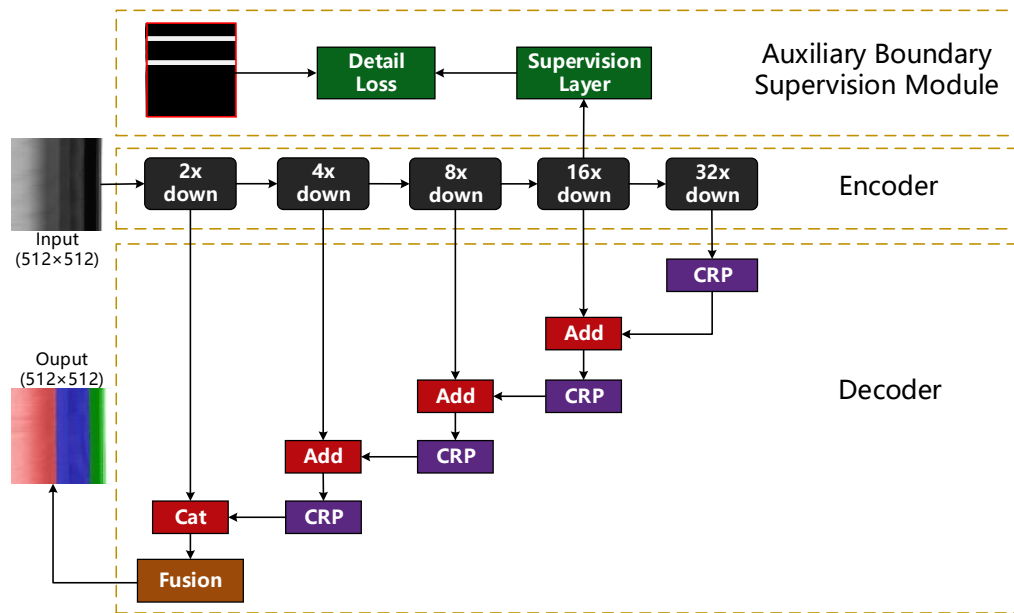 Detail
Loss
Supervision
Layer
Auxiliary Boundary
Supervision Module
2x
down
4x
down
8x
down
16x
down
32x
down
Encoder
Input
(512×512)
CRP
Add
Ouput
(512×512)
Add
CRP
Decoder
Add
CRP
Cat
CRP
Fusion